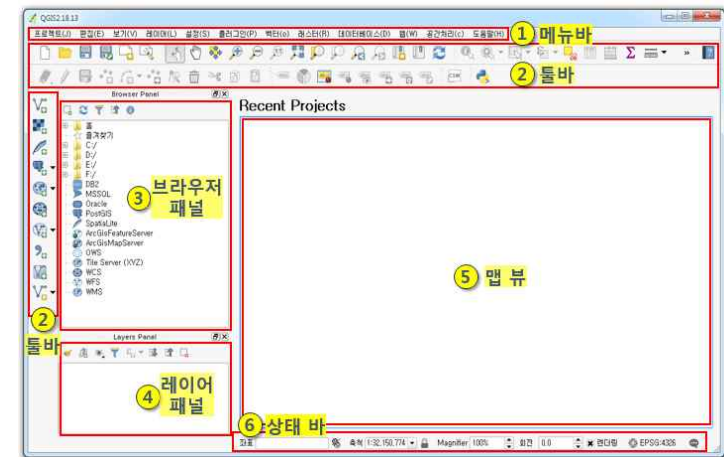 QGIS2.18.13
프로젝트(J) 편집(E) 보기(V) 레이어(L) 설정(S) 플러그인(P) 벡터(o) 래스터(R) 데이터베이스(D) 웹(W) 공간처리(c) 도움말(H)
1 메뉴바
2 툴바
CSW
Browser Panel
Recent Projects
홈
즐겨찾기
C:/
D:/
E:/
F:/
DB2
MSSQL
Oracle
PostGIS
SpatiaLite
ArcGisFeatureServer
ArcGisMapServer
OWS
Tile Server (XYZ)
WCS
WFS
WMS
3 브라우저
패널
5 맵 뷰
2
툴바
Layers Panel
4 레이어
패널
6 상태 바
좌표
축척 1:32,150,774
Magnifier 100%
회전 0.0
렌더링
EPSG:4326